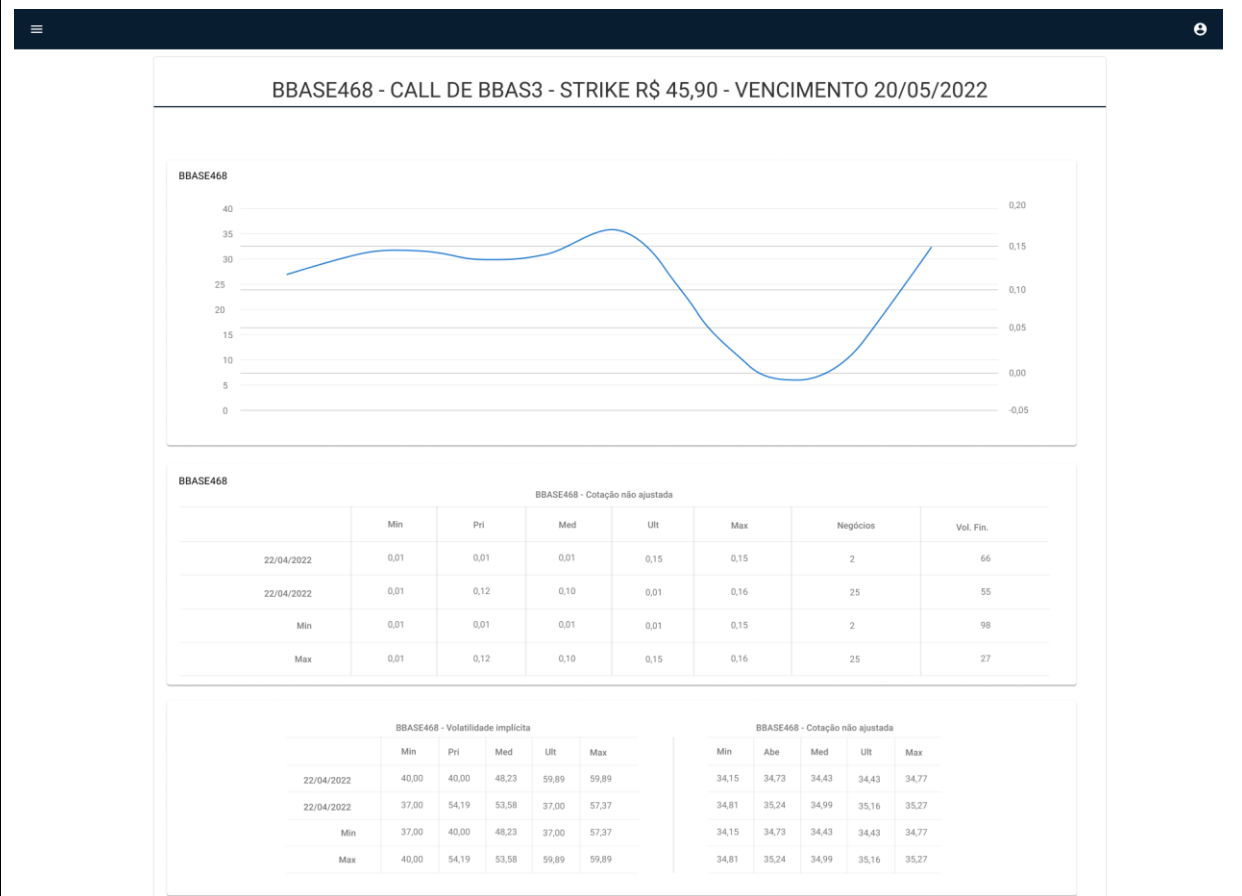 BBASE468 - CALL DE BBAS3 - STRIKE R$ 45,90 - VENCIMENTO 20/05/2022
BBASE468
40 0,20
35
30 0,15
25
20 0,10
15 0,05
10
5 0,00
0 -0,05
BBASE468
BBASE468 - Cotação não ajustada
Min Pri Med Ult Max Negócios Vol. Fin.
22/04/2022 0,01 0,01 0,01 0,15 0,15 2 66
22/04/2022 0,01 0,12 0,10 0,01 0,16 25 55
Min 0,01 0,01 0,01 0,01 0,15 2 98
Max 0,01 0,12 0,10 0,15 0,16 25 27
BBASE468 - Volatilidade implícita
Min Pri Med Ult Max
22/04/2022 40,00 40,00 48,23 59,89 59,89
22/04/2022 37,00 54,19 53,58 37,00 57,37
Min 37,00 40,00 48,23 37,00 57,37
Max 40,00 54,19 53,58 59,89 59,89
BBASE468 - Cotação não ajustada
Min Abe Med Ult Max
34,15 34,73 34,43 34,43 34,77
34,81 35,24 34,99 35,16 35,27
34,15 34,73 34,43 34,43 34,77
34,81 35,24 34,99 35,16 35,27